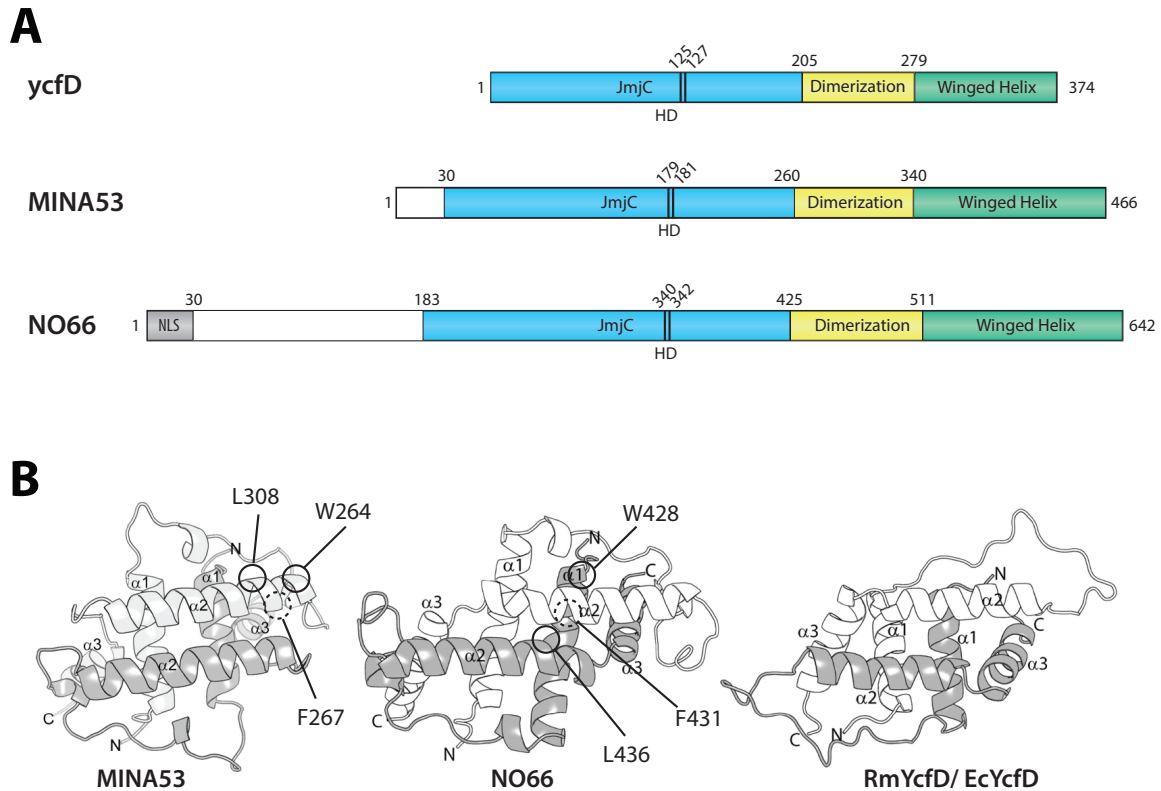 A
ycfD
1
JmjC
125
127
HD
205
Dimerization
279
Winged Helix
374
MINA53
1
30
JmjC
179
181
HD
260
Dimerization
340
Winged Helix
466
NO66
1
NLS
30
183
JmjC
340
342
HD
425
Dimerization
511
Winged Helix
642
B
L308
W264
N
α1
α1
α2
α3
α3
α2
C
N
F267
MINA53
W428
N
α1
α1
C
α3
α2
α2
α3
C
N
F431
L436
NO66
N
α2
C
α3
α1
α1
α3
α2
C
N
RmYcfD/ EcYcfD